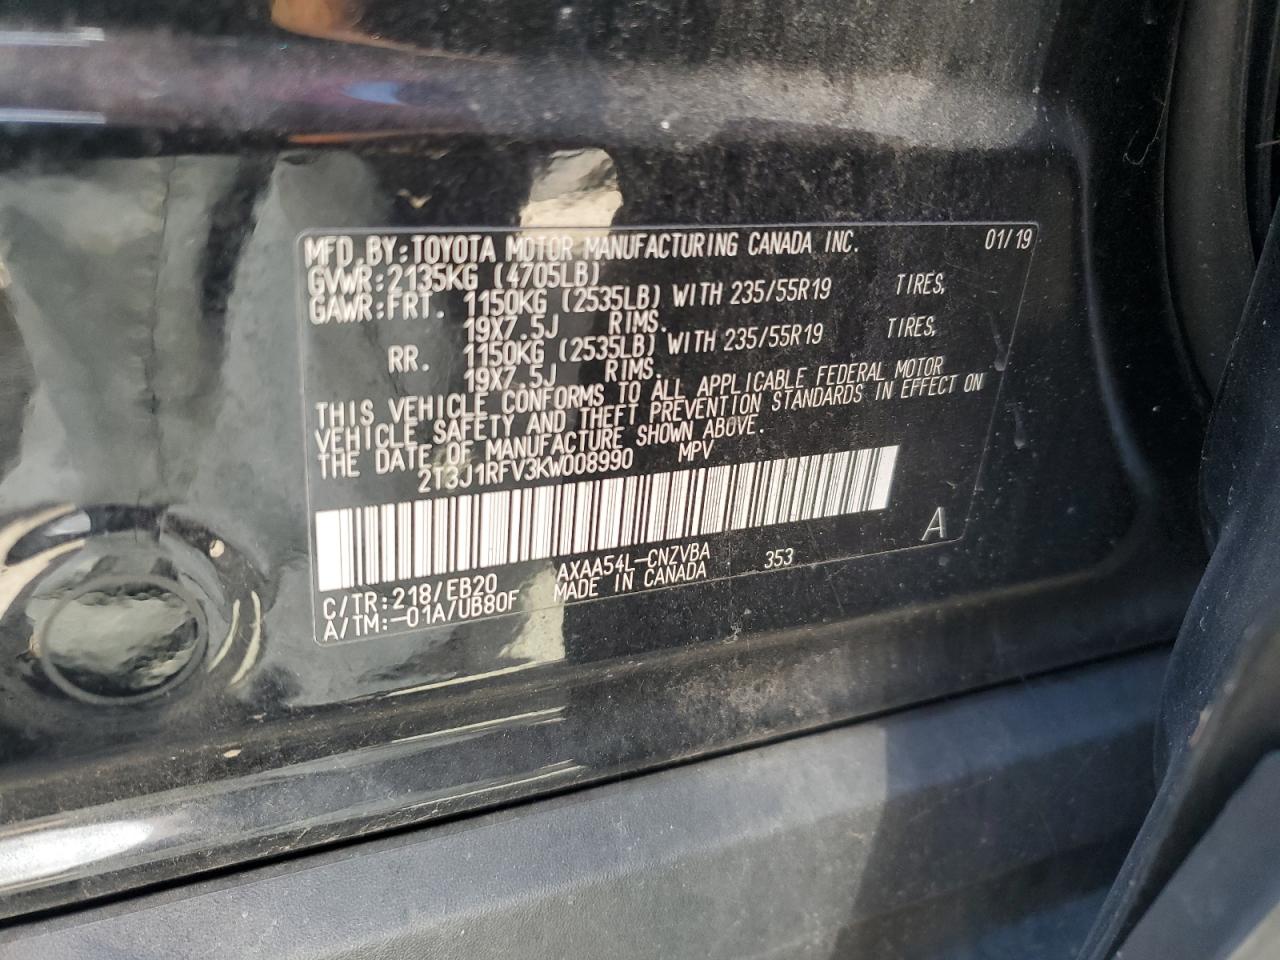 MFD.BY:TOYOTA MOTOR MANUFACTURING CANADA INC. 01/19
GVWR:2135KG (4705LB)
GAWR:FRT. 1150KG (2535LB) WITH 235/55R19 TIRES,
19X7.5J RIMS.
RR. 1150KG (2535LB) WITH 235/55R19 TIRES,
19X7.5J RIMS.
THIS VEHICLE CONFORMS TO ALL APPLICABLE FEDERAL MOTOR
VEHICLE SAFETY AND THEFT PREVENTION STANDARDS IN EFFECT ON
THE DATE OF MANUFACTURE SHOWN ABOVE.
2T3J1RFV3KW008990 MPV
A
C/TR:218/EB20 AXAA54L-CNZVBA 353
A/TM:-01A/UB80F MADE IN CANADA